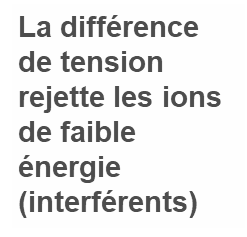 La différence
de tension
rejette les ions
de faible
énergie
(interférents)